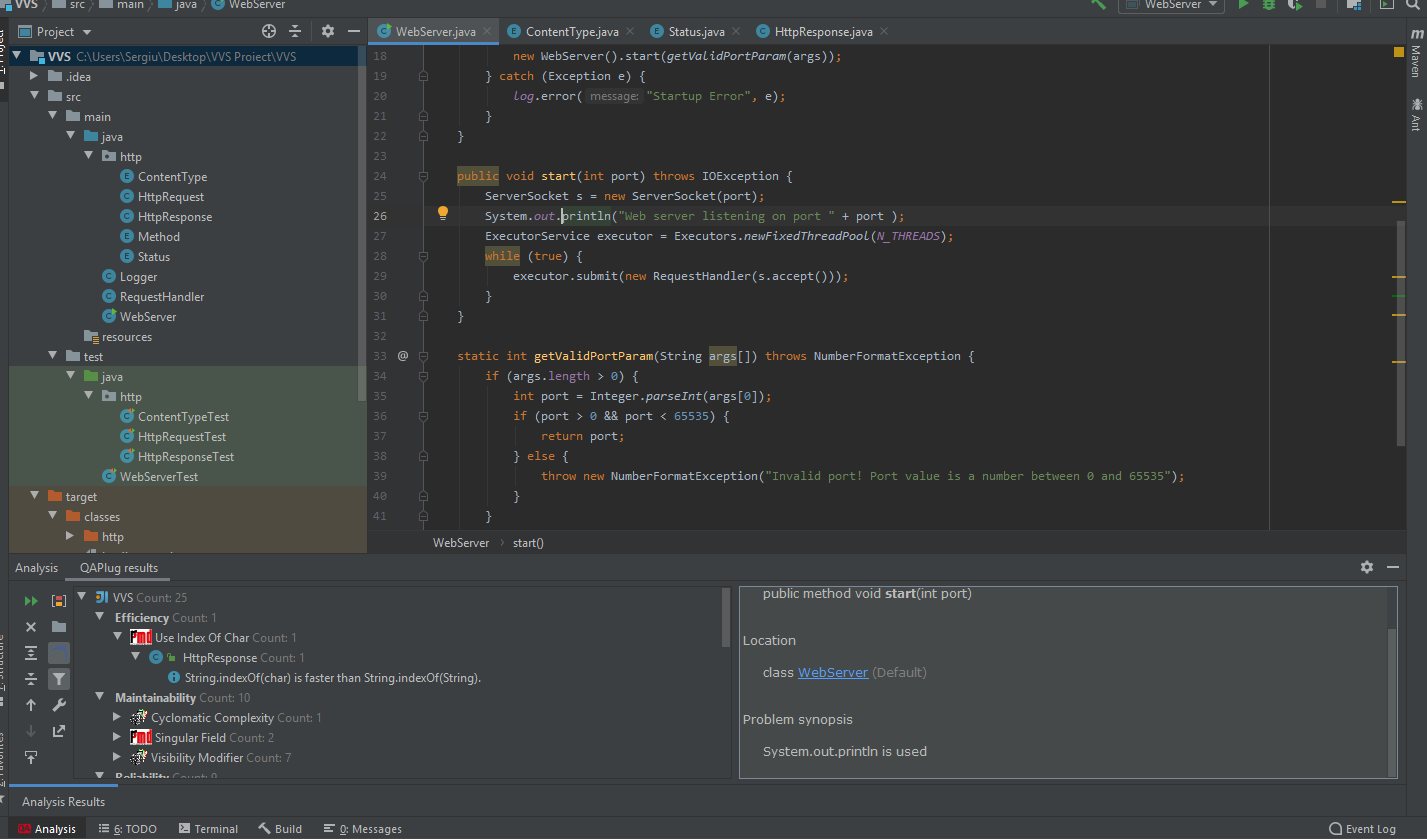 VVS src main java WebServer WebServer
Project
WebServer.java ContentType.java Status.java HttpResponse.java
VVS C:\Users\Sergiu\Desktop\VVS Proiect\VVS
.idea
src
main
java
http
ContentType
HttpRequest
HttpResponse
Method
Status
Logger
RequestHandler
WebServer
resources
test
java
http
ContentTypeTest
HttpRequestTest
HttpResponseTest
WebServerTest
target
classes
http
18 new WebServer().start(getValidPortParam(args));
19 } catch (Exception e) {
20 log.error( message: "Startup Error", e);
21 }
22 }
23
24 public void start(int port) throws IOException {
25 ServerSocket s = new ServerSocket(port);
26 System.out.println("Web server listening on port " + port );
27 ExecutorService executor = Executors.newFixedThreadPool(N_THREADS);
28 while (true) {
29 executor.submit(new RequestHandler(s.accept()));
30 }
31 }
32
33 @ static int getValidPortParam(String args[]) throws NumberFormatException {
34 if (args.length > 0) {
35 int port = Integer.parseInt(args[0]);
36 if (port > 0 && port < 65535) {
37 return port;
38 } else {
39 throw new NumberFormatException("Invalid port! Port value is a number between 0 and 65535");
40 }
41 }
WebServer start()
m Maven
Ant
Analysis QAPlug results
VVS Count: 25
Efficiency Count: 1
Use Index Of Char Count: 1
HttpResponse Count: 1
String.indexOf(char) is faster than String.indexOf(String).
Maintainability Count: 10
Cyclomatic Complexity Count: 1
Singular Field Count: 2
Visibility Modifier Count: 7
Reliability Count: 9
public method void start(int port)
Location
class WebServer (Default)
Problem synopsis
System.out.println is used
Analysis Results
Analysis 6: TODO Terminal Build 0: Messages Event Log